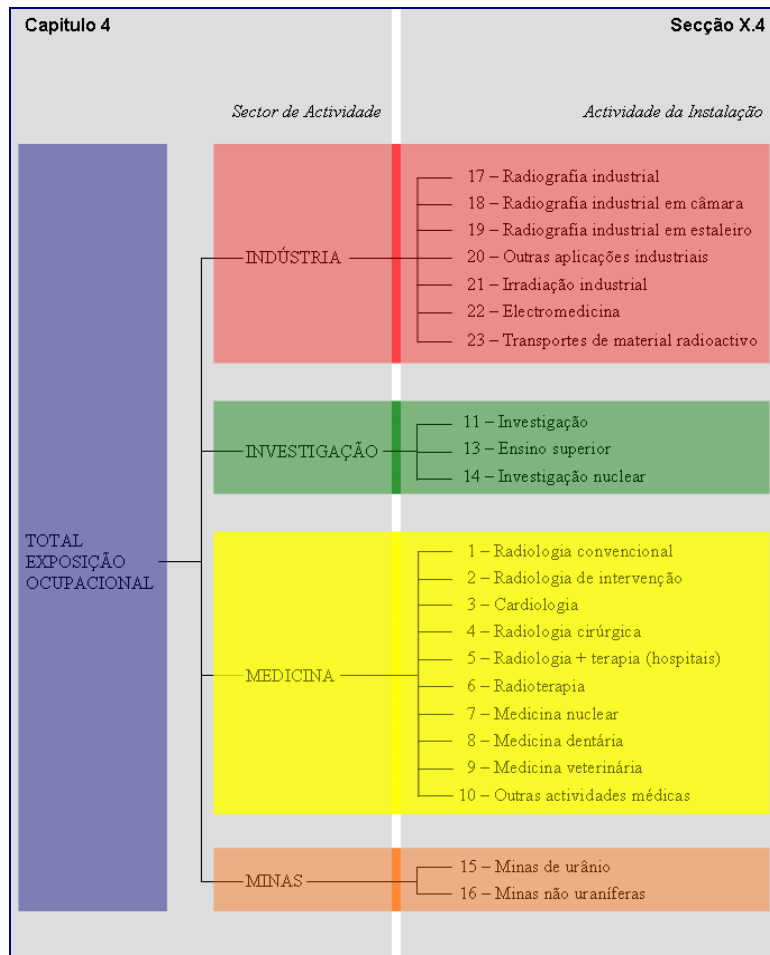 Capitulo 4
Secção X.4
Sector de Actividade
Actividade da Instalação
TOTAL
EXPOSIÇÃO
OCUPACIONAL
INDÚSTRIA
17 – Radiografia industrial
18 – Radiografia industrial em câmara
19 – Radiografia industrial em estaleiro
20 – Outras aplicações industriais
21 – Irradiação industrial
22 – Electromedicina
23 – Transportes de material radioactivo
INVESTIGAÇÃO
11 – Investigação
13 – Ensino superior
14 – Investigação nuclear
MEDICINA
1 – Radiologia convencional
2 – Radiologia de intervenção
3 – Cardiologia
4 – Radiologia cirúrgica
5 – Radiologia + terapia (hospitais)
6 – Radioterapia
7 – Medicina nuclear
8 – Medicina dentária
9 – Medicina veterinária
10 – Outras actividades médicas
MINAS
15 – Minas de urânio
16 – Minas não uraníferas